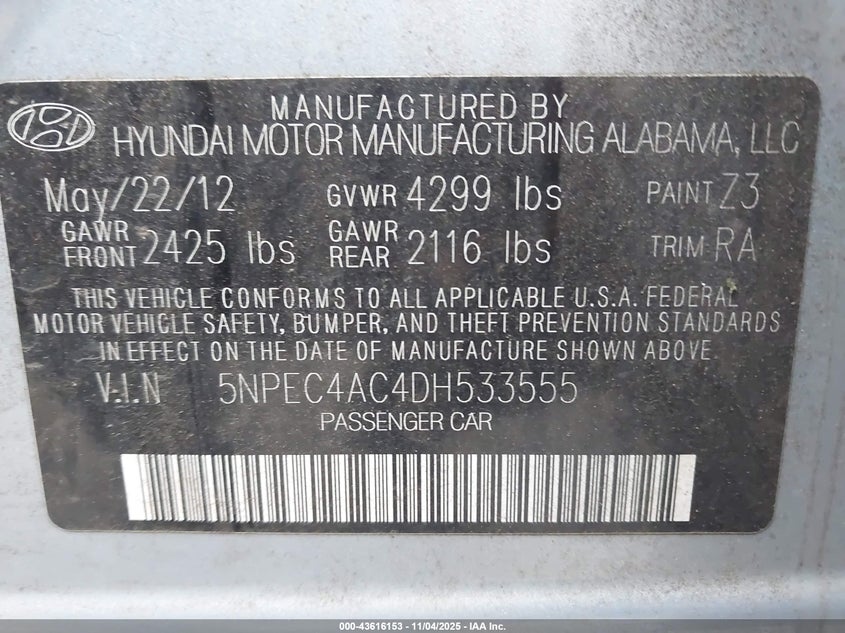 MANUFACTURED BY
HYUNDAI MOTOR MANUFACTURING ALABAMA, LLC
May/22/12 GVWR 4299 lbs PAINT Z3
GAWR FRONT 2425 lbs GAWR REAR 2116 lbs TRIM RA
THIS VEHICLE CONFORMS TO ALL APPLICABLE U.S.A. FEDERAL
MOTOR VEHICLE SAFETY, BUMPER, AND THEFT PREVENTION STANDARDS
IN EFFECT ON THE DATE OF MANUFACTURE SHOWN ABOVE.
V.I.N 5NPEC4AC4DH533555
PASSENGER CAR
000-43616153 - 11/04/2025 - IAA Inc.